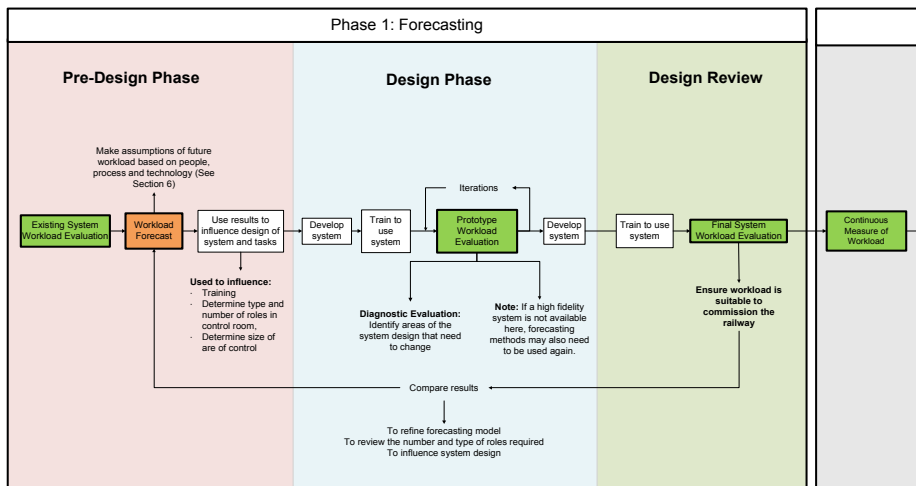 Phase 1: Forecasting
Pre-Design Phase
Design Phase
Design Review
Make assumptions of future
workload based on people,
process and technology (See
Section 6)
Iterations
Existing System
Workload Evaluation
Workload
Forecast
Use results to
influence design of
system and tasks
Develop
system
Train to
use
system
Prototype
Workload
Evaluation
Develop
system
Train to use
system
Final System
Workload Evaluation
Continuous
Measure of
Workload
Used to influence:
· Training
· Determine type and
number of roles in
control room,
· Determine size of
are of control
Diagnostic Evaluation:
Identify areas of the
system design that need
to change
Note: If a high fidelity
system is not available
here, forecasting
methods may also need
to be used again.
Ensure workload is
suitable to
commission the
railway
Compare results
To refine forecasting model
To review the number and type of roles required
To influence system design